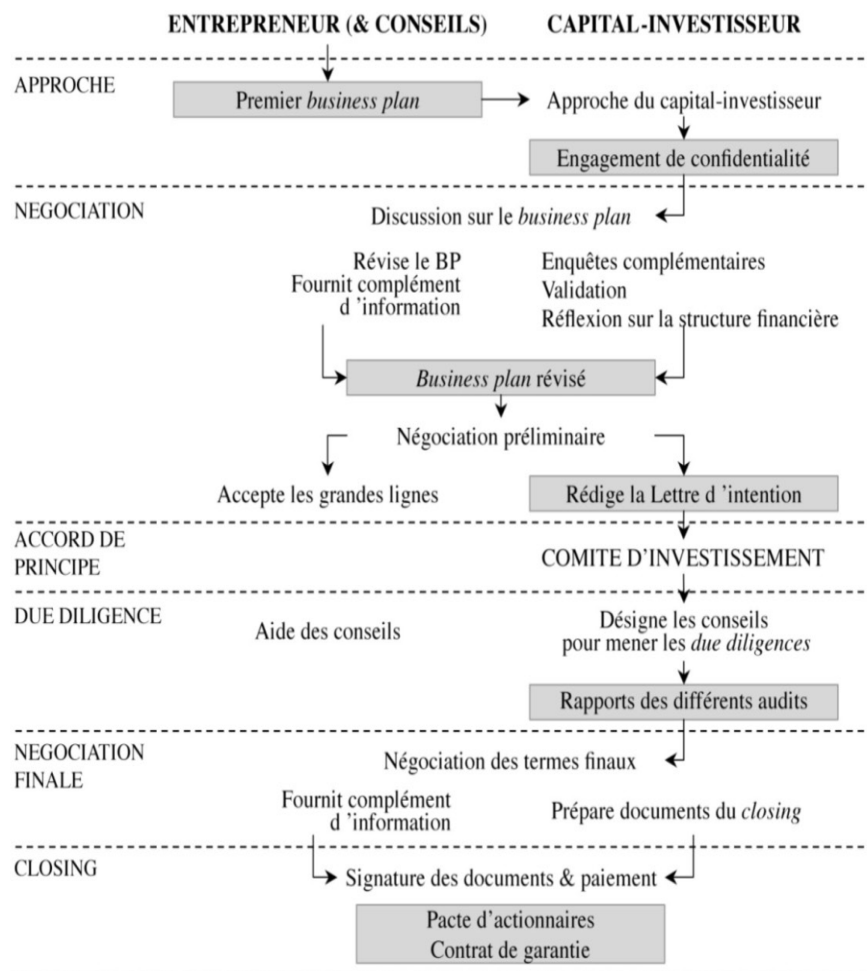 ENTREPRENEUR (& CONSEILS)
CAPITAL-INVESTISSEUR
APPROCHE
Premier business plan
Approche du capital-investisseur
Engagement de confidentialité
NEGOCIATION
Discussion sur le business plan
Révise le BP
Fournit complément
d ’information
Enquêtes complémentaires
Validation
Réflexion sur la structure financière
Business plan révisé
Négociation préliminaire
Accepte les grandes lignes
Rédige la Lettre d ’intention
ACCORD DE
PRINCIPE
COMITE D’INVESTISSEMENT
DUE DILIGENCE
Aide des conseils
Désigne les conseils
pour mener les due diligences
Rapports des différents audits
NEGOCIATION
FINALE
Négociation des termes finaux
Fournit complément
d ’information
Prépare documents du closing
CLOSING
Signature des documents & paiement
Pacte d’actionnaires
Contrat de garantie